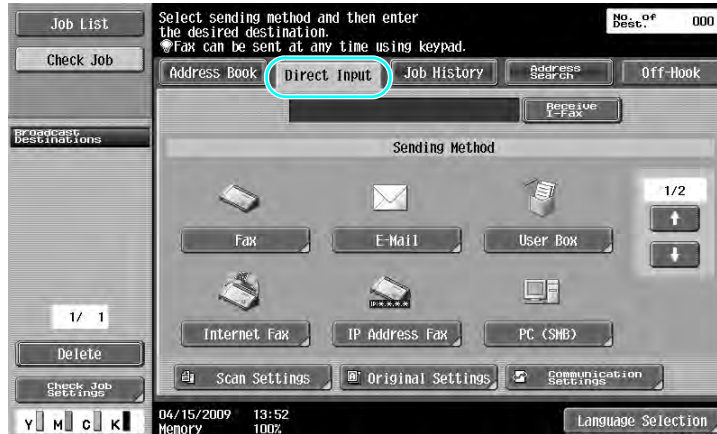 Job List
Check Job
Select sending method and then enter
the desired destination.
Fax can be sent at any time using keypad.
No. of
Dest.
000
Address Book
Direct Input
Job History
Address
Search
Off-Hook
Receive
I-Fax
Broadcast
Destinations
Sending Method
1/2
Fax
E-Mail
User Box
IP*.*.*.*
Internet Fax
IP Address Fax
PC (SMB)
1/ 1
Delete
Check Job
Settings
Scan Settings
Original Settings
Communication
Settings
Y M C K
04/15/2009 13:52
Memory 100%
Language Selection